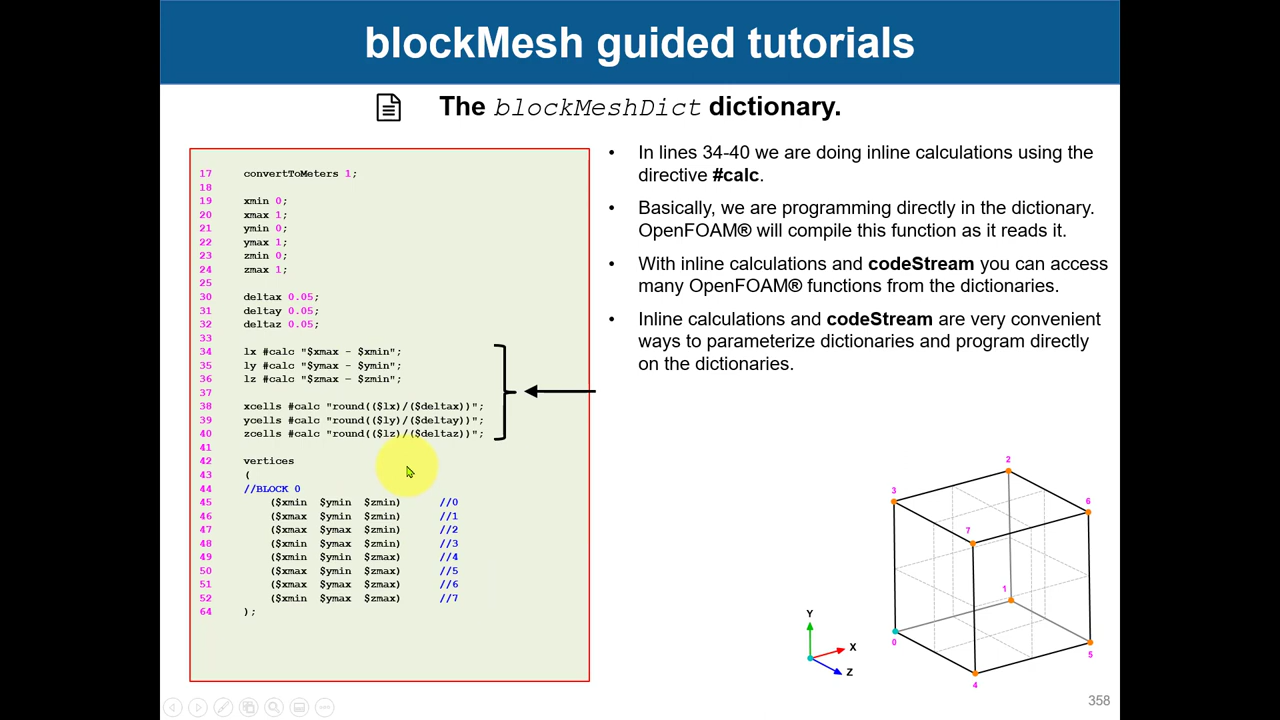 blockMesh guided tutorials
The blockMeshDict dictionary.
17 convertToMeters 1;
18
19 xmin 0;
20 xmax 1;
21 ymin 0;
22 ymax 1;
23 zmin 0;
24 zmax 1;
25
30 deltax 0.05;
31 deltay 0.05;
32 deltaz 0.05;
33
34 lx #calc "$xmax - $xmin";
35 ly #calc "$ymax - $ymin";
36 lz #calc "$zmax - $zmin";
37
38 xcells #calc "round(($lx)/($deltax))";
39 ycells #calc "round(($ly)/($deltay))";
40 zcells #calc "round(($lz)/($deltaz))";
41
42 vertices
43 (
44 //BLOCK 0
45 ($xmin $ymin $zmin) //0
46 ($xmax $ymin $zmin) //1
47 ($xmax $ymax $zmin) //2
48 ($xmin $ymax $zmin) //3
49 ($xmin $ymin $zmax) //4
50 ($xmax $ymin $zmax) //5
51 ($xmax $ymax $zmax) //6
52 ($xmin $ymax $zmax) //7
64 );
• In lines 34-40 we are doing inline calculations using the
directive #calc.
• Basically, we are programming directly in the dictionary.
OpenFOAM® will compile this function as it reads it.
• With inline calculations and codeStream you can access
many OpenFOAM® functions from the dictionaries.
• Inline calculations and codeStream are very convenient
ways to parameterize dictionaries and program directly
on the dictionaries.
2
3
6
7
1
0
5
4
Y
X
Z
358